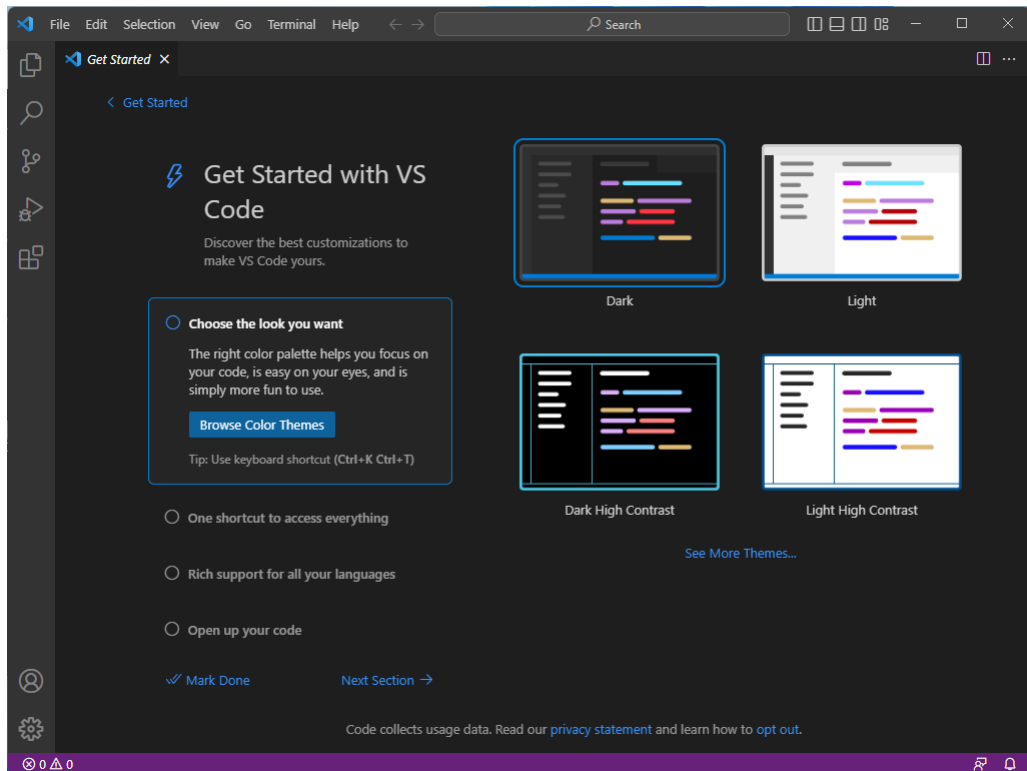 File Edit Selection View Go Terminal Help Search
Get Started
Get Started
Get Started with VS
Code
Discover the best customizations to
make VS Code yours.
Choose the look you want
The right color palette helps you focus on
your code, is easy on your eyes, and is
simply more fun to use.
Browse Color Themes
Tip: Use keyboard shortcut (Ctrl+K Ctrl+T)
One shortcut to access everything
Rich support for all your languages
Open up your code
Mark Done Next Section
Dark Light
Dark High Contrast Light High Contrast
See More Themes...
Code collects usage data. Read our privacy statement and learn how to opt out.
0 0